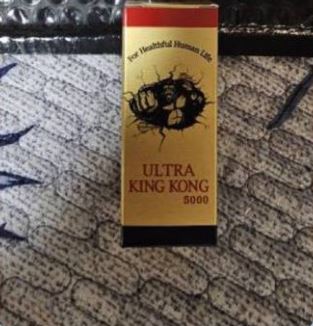 For Healthful Human Life
ULTRA
KING KONG
5000